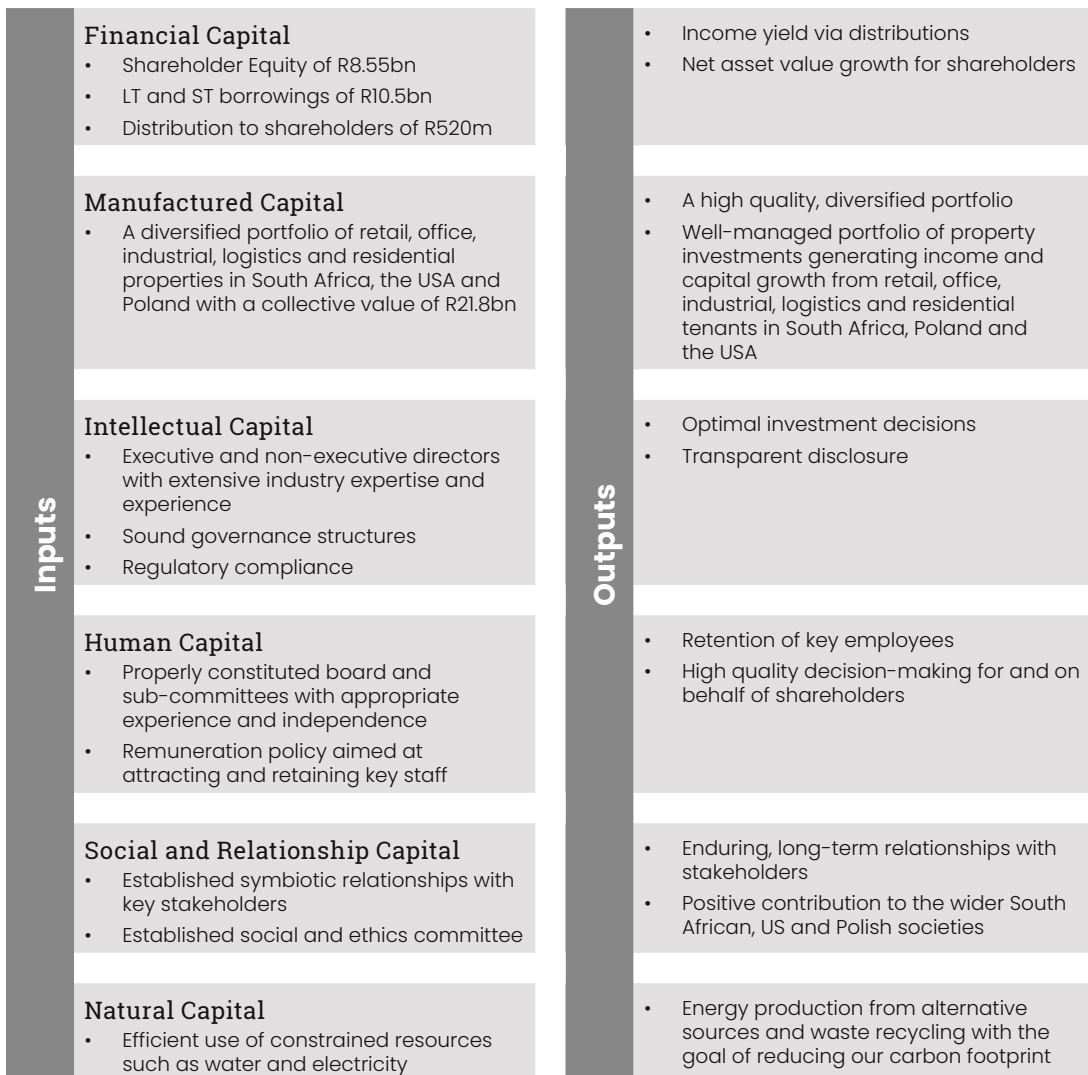 Inputs
Financial Capital
• Shareholder Equity of R8.55bn
• LT and ST borrowings of R10.5bn
• Distribution to shareholders of R520m
Manufactured Capital
• A diversified portfolio of retail, office,
industrial, logistics and residential
properties in South Africa, the USA and
Poland with a collective value of R21.8bn
Intellectual Capital
• Executive and non-executive directors
with extensive industry expertise and
experience
• Sound governance structures
• Regulatory compliance
Human Capital
• Properly constituted board and
sub-committees with appropriate
experience and independence
• Remuneration policy aimed at
attracting and retaining key staff
Social and Relationship Capital
• Established symbiotic relationships with
key stakeholders
• Established social and ethics committee
Natural Capital
• Efficient use of constrained resources
such as water and electricity
Outputs
• Income yield via distributions
• Net asset value growth for shareholders
• A high quality, diversified portfolio
• Well-managed portfolio of property
investments generating income and
capital growth from retail, office,
industrial, logistics and residential
tenants in South Africa, Poland and
the USA
• Optimal investment decisions
• Transparent disclosure
• Retention of key employees
• High quality decision-making for and on
behalf of shareholders
• Enduring, long-term relationships with
stakeholders
• Positive contribution to the wider South
African, US and Polish societies
• Energy production from alternative
sources and waste recycling with the
goal of reducing our carbon footprint